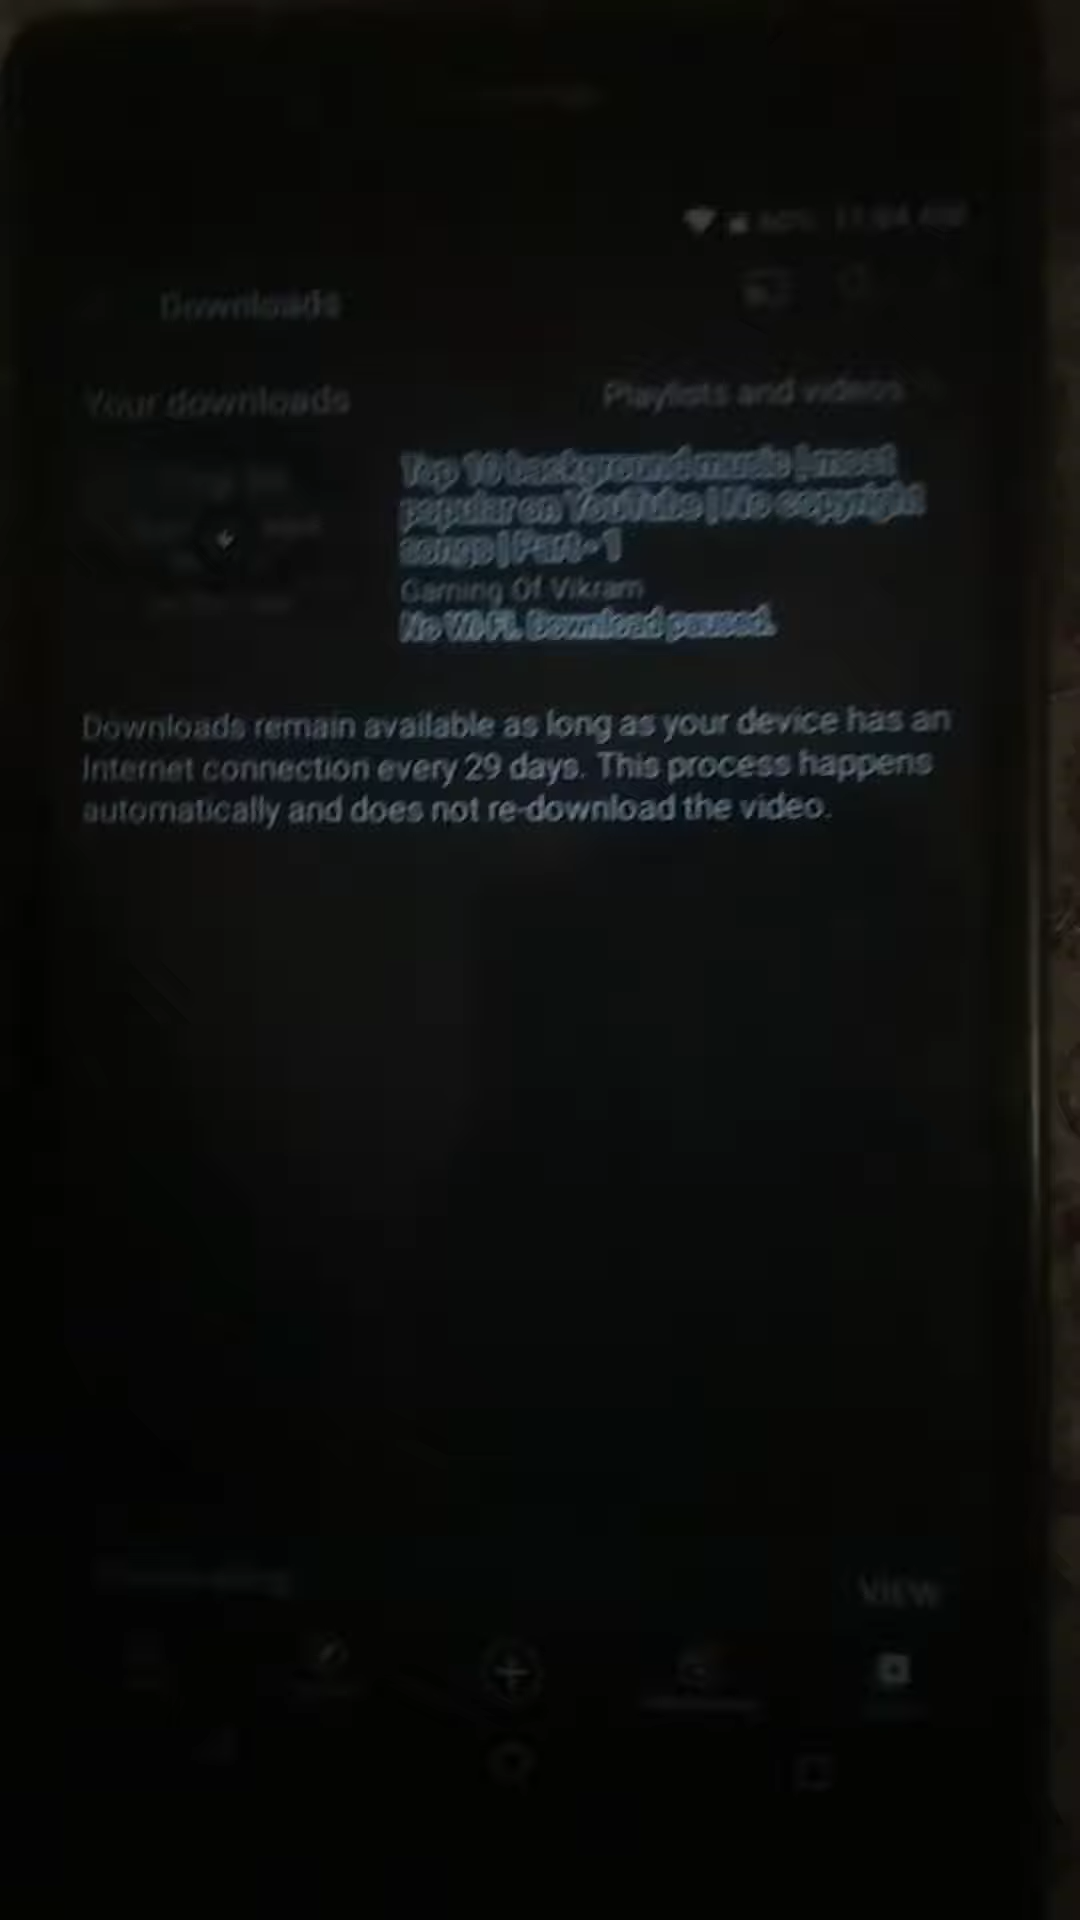 Downloads
Your downloads
Playlists and videos
Top 10 background music | most
popular on YouTube | No copyright
songs | Part - 1
Gaming Of Vikram
No Wi-Fi. Download paused.
Downloads remain available as long as your device has an
Internet connection every 29 days. This process happens
automatically and does not re-download the video.
VIEW